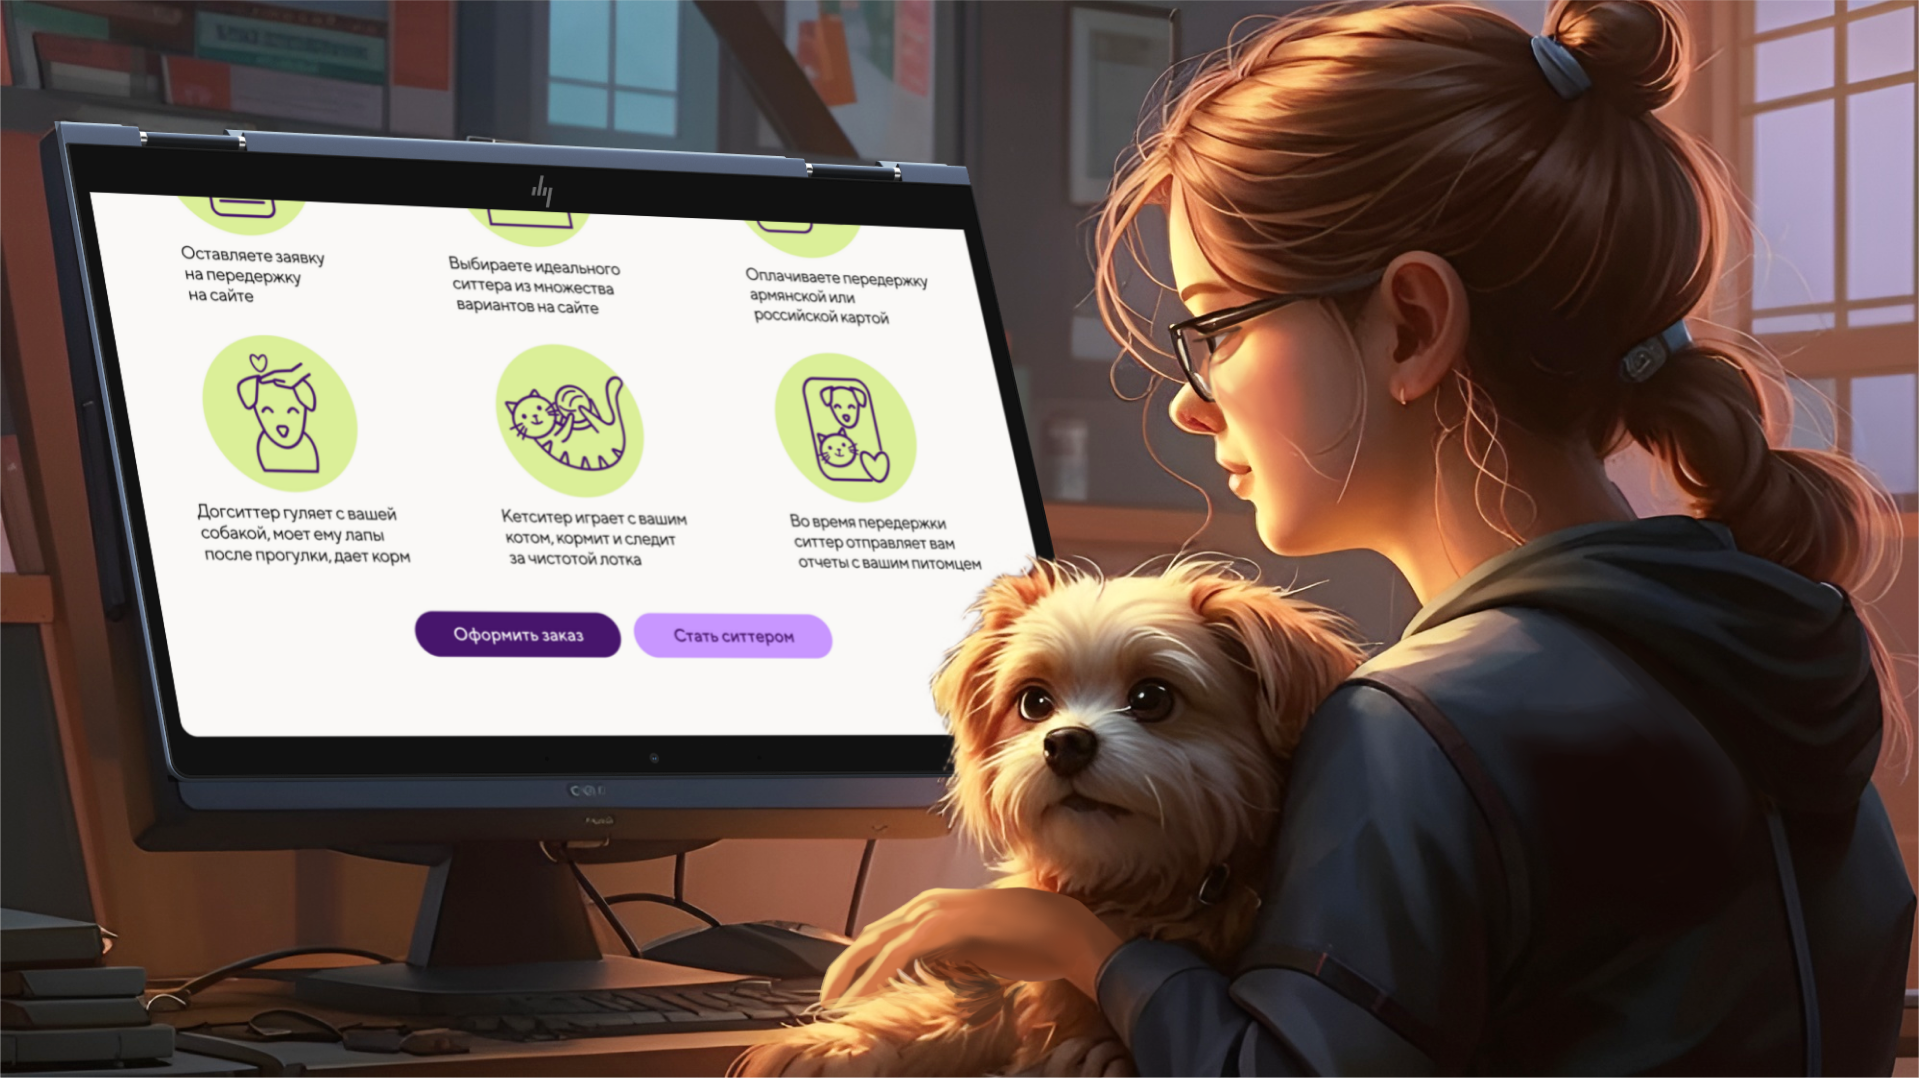 Оставляете заявку
на передержку
на сайте
Выбираете идеального
ситтера из множества
вариантов на сайте
Оплачиваете передержку
армянской или
российской картой
Догситтер гуляет с вашей
собакой, моет ему лапы
после прогулки, дает корм
Кетситер играет с вашим
котом, кормит и следит
за чистотой лотка
Во время передержки
ситтер отправляет вам
отчеты с вашим питомцем
Оформить заказ
Стать ситтером